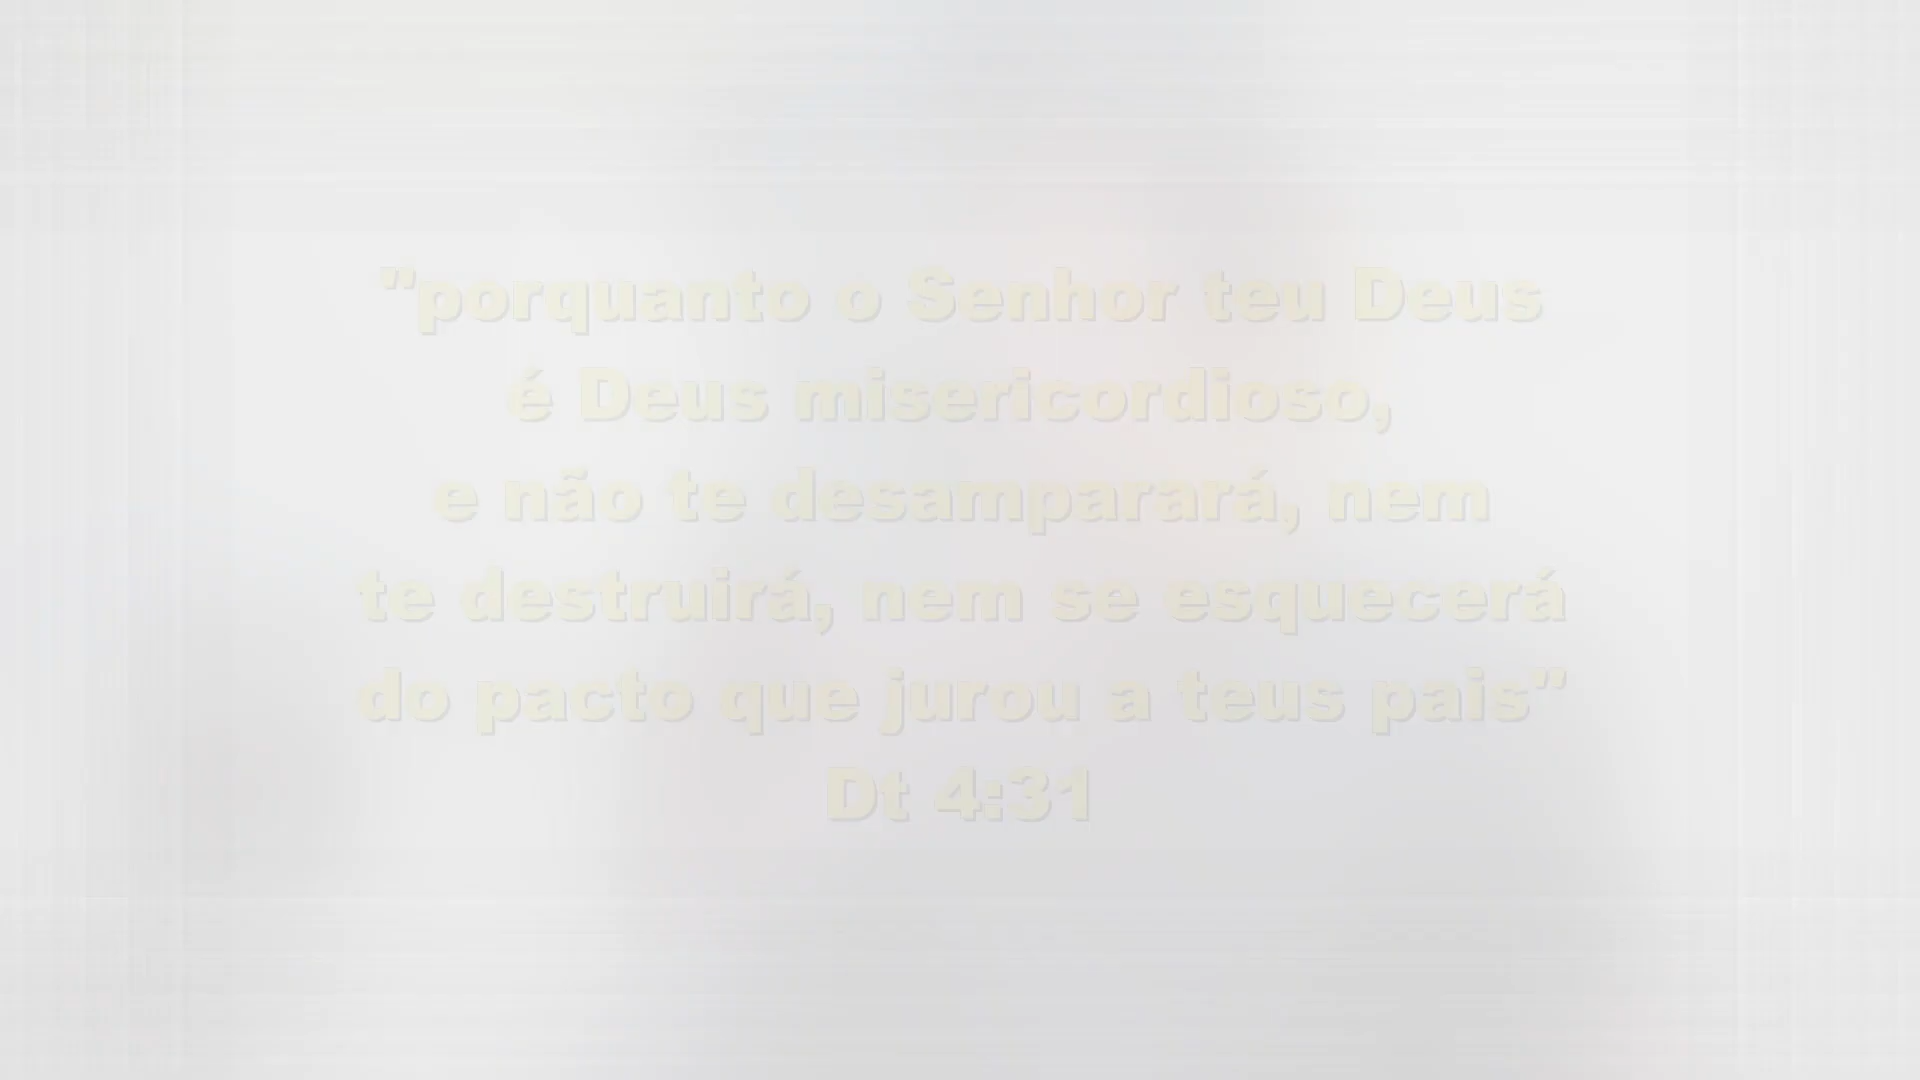 "porquanto o Senhor teu Deus
é Deus misericordioso,
e não te desamparará, nem
te destruirá, nem se esquecerá
do pacto que jurou a teus pais"
Dt 4:31